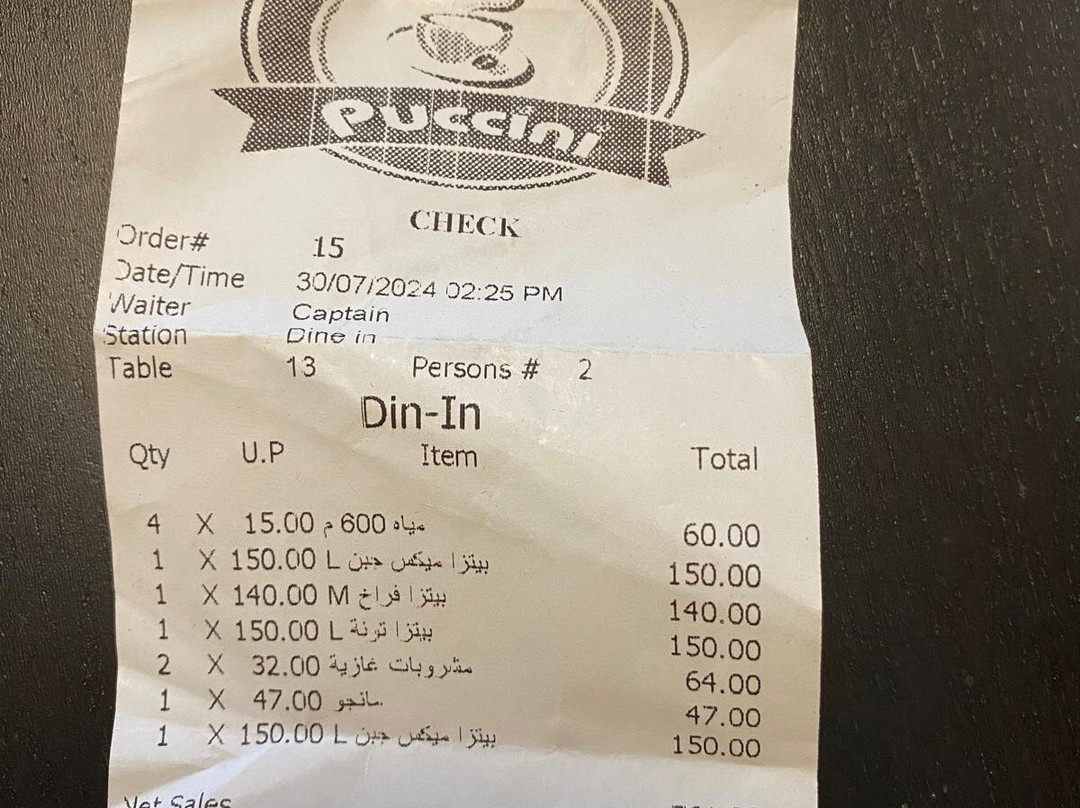 Puccini
CHECK
Order# 15
Date/Time 30/07/2024 02:25 PM
Waiter Captain
Station Dine in
Table 13 Persons # 2
Din-In
Qty U.P Item Total
4 X 15.00 مياه 600 م 60.00
1 X 150.00 بيتزا ميكس جبن L 150.00
1 X 140.00 بيتزا فراخ M 140.00
1 X 150.00 بيتزا تونة L 150.00
2 X 32.00 مشروبات غازية 64.00
1 X 47.00 مانجو 47.00
1 X 150.00 بيتزا ميكس جبن L 150.00
Net Sales